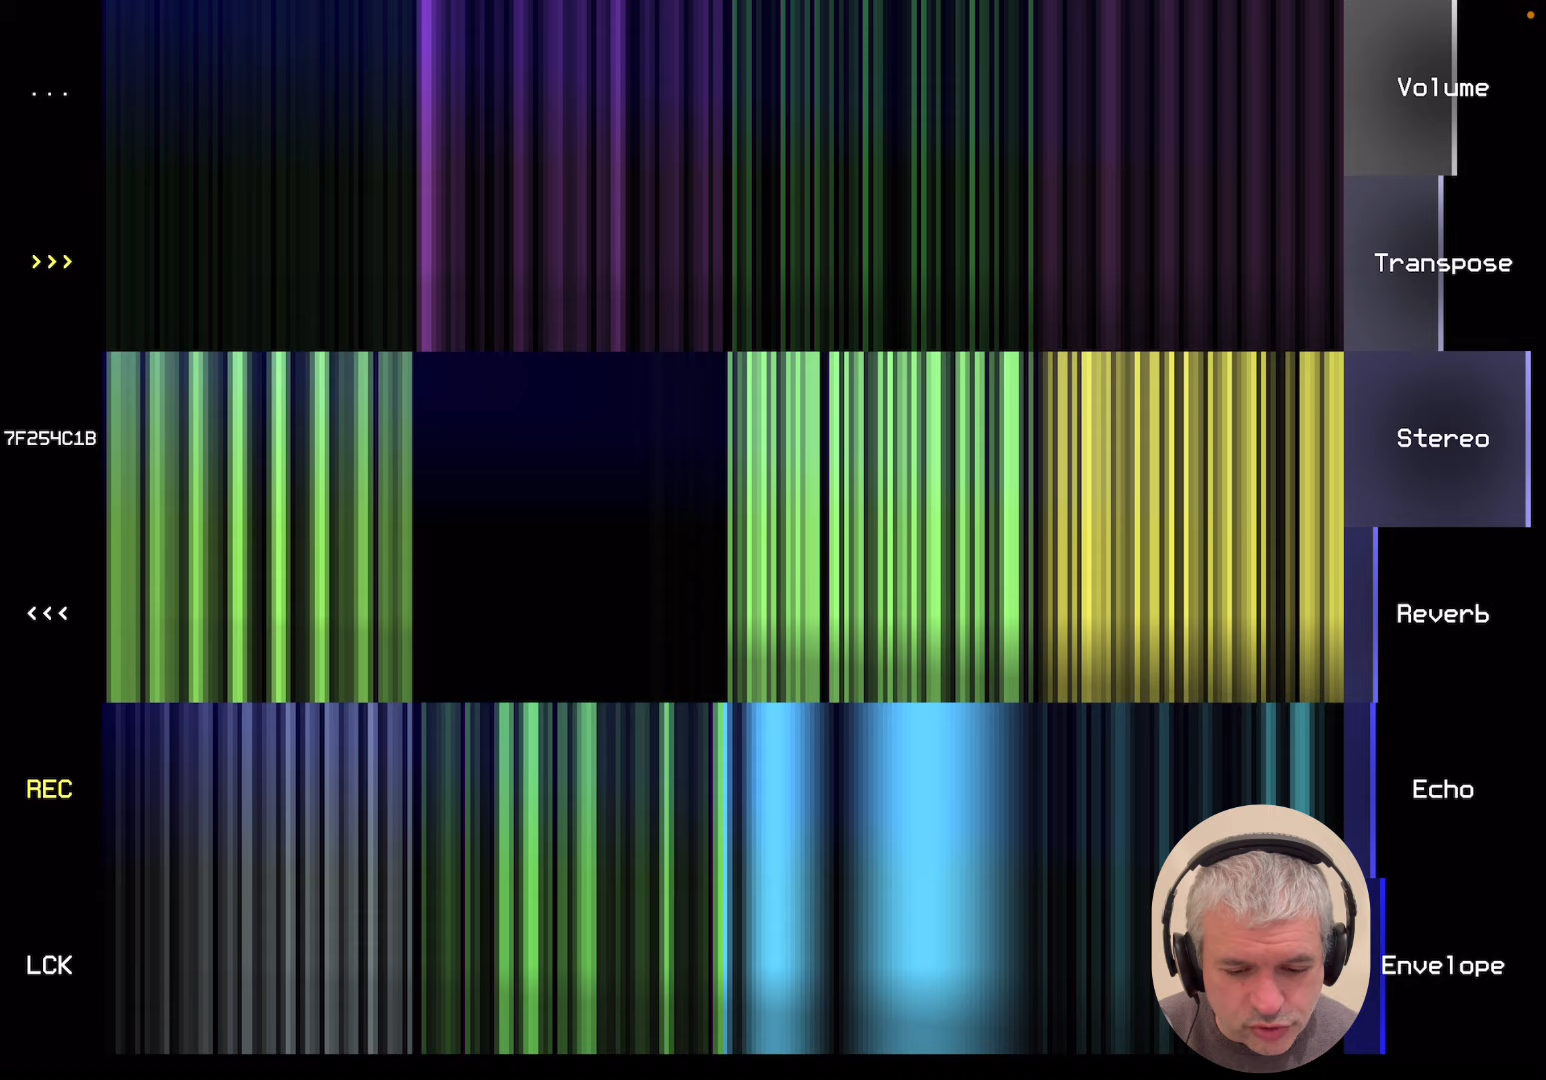 ...
>>>
7F254C1B
<<<
REC
LCK
Volume
Transpose
Stereo
Reverb
Echo
Envelope